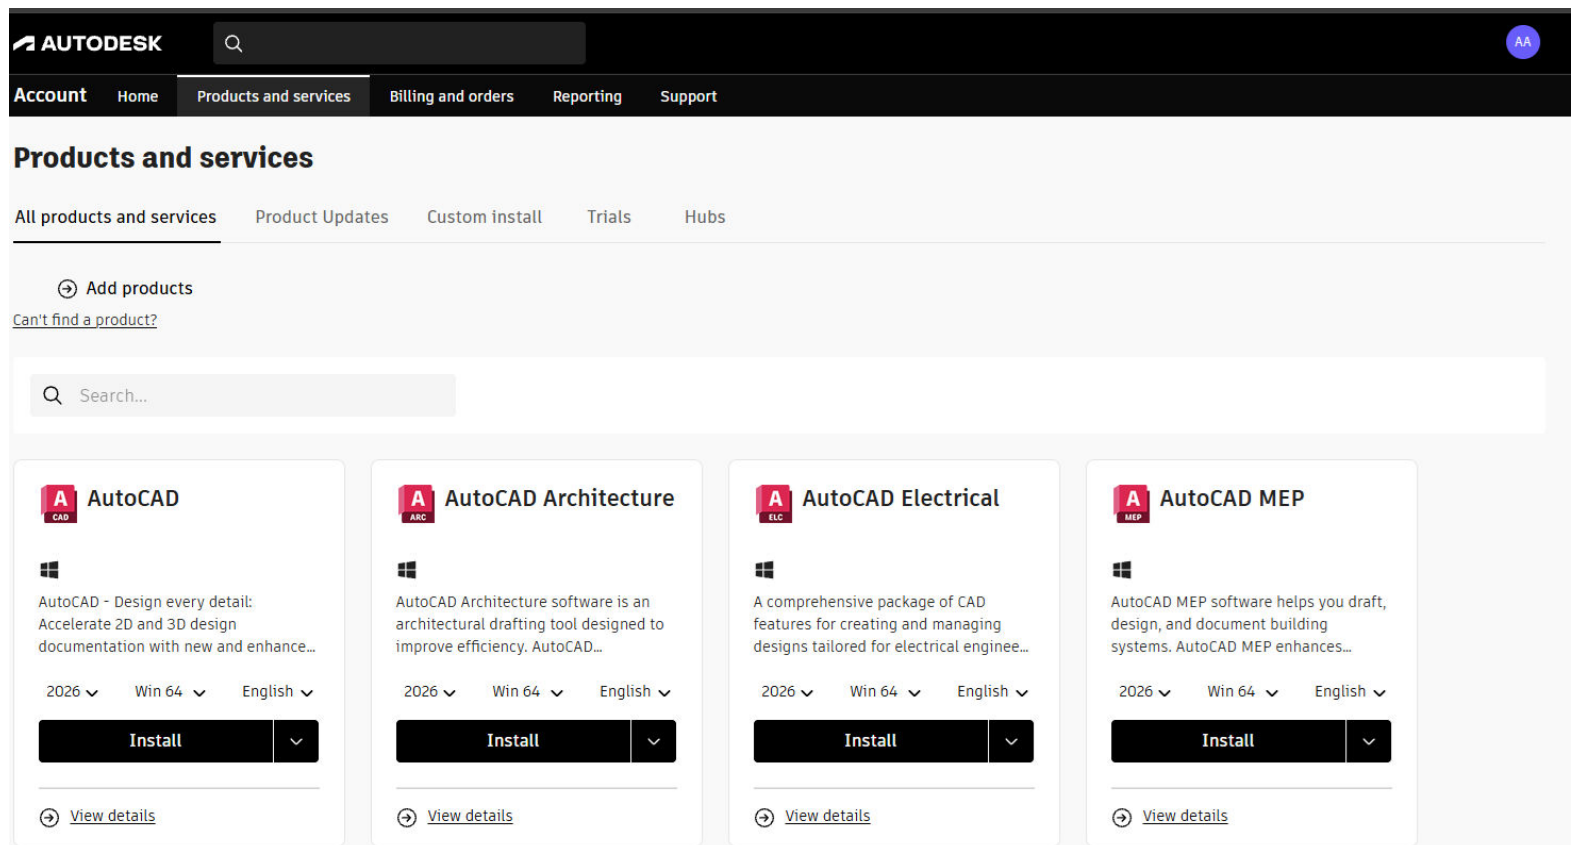 AUTODESK
AA
Account Home Products and services Billing and orders Reporting Support
Products and services
All products and services Product Updates Custom install Trials Hubs
Add products
Can't find a product?
Search...
A CAD AutoCAD
AutoCAD - Design every detail:
Accelerate 2D and 3D design
documentation with new and enhance...
2026 Win 64 English
Install
View details
A ARC AutoCAD Architecture
AutoCAD Architecture software is an
architectural drafting tool designed to
improve efficiency. AutoCAD...
2026 Win 64 English
Install
View details
A ELC AutoCAD Electrical
A comprehensive package of CAD
features for creating and managing
designs tailored for electrical enginee...
2026 Win 64 English
Install
View details
A MEP AutoCAD MEP
AutoCAD MEP software helps you draft,
design, and document building
systems. AutoCAD MEP enhances...
2026 Win 64 English
Install
View details